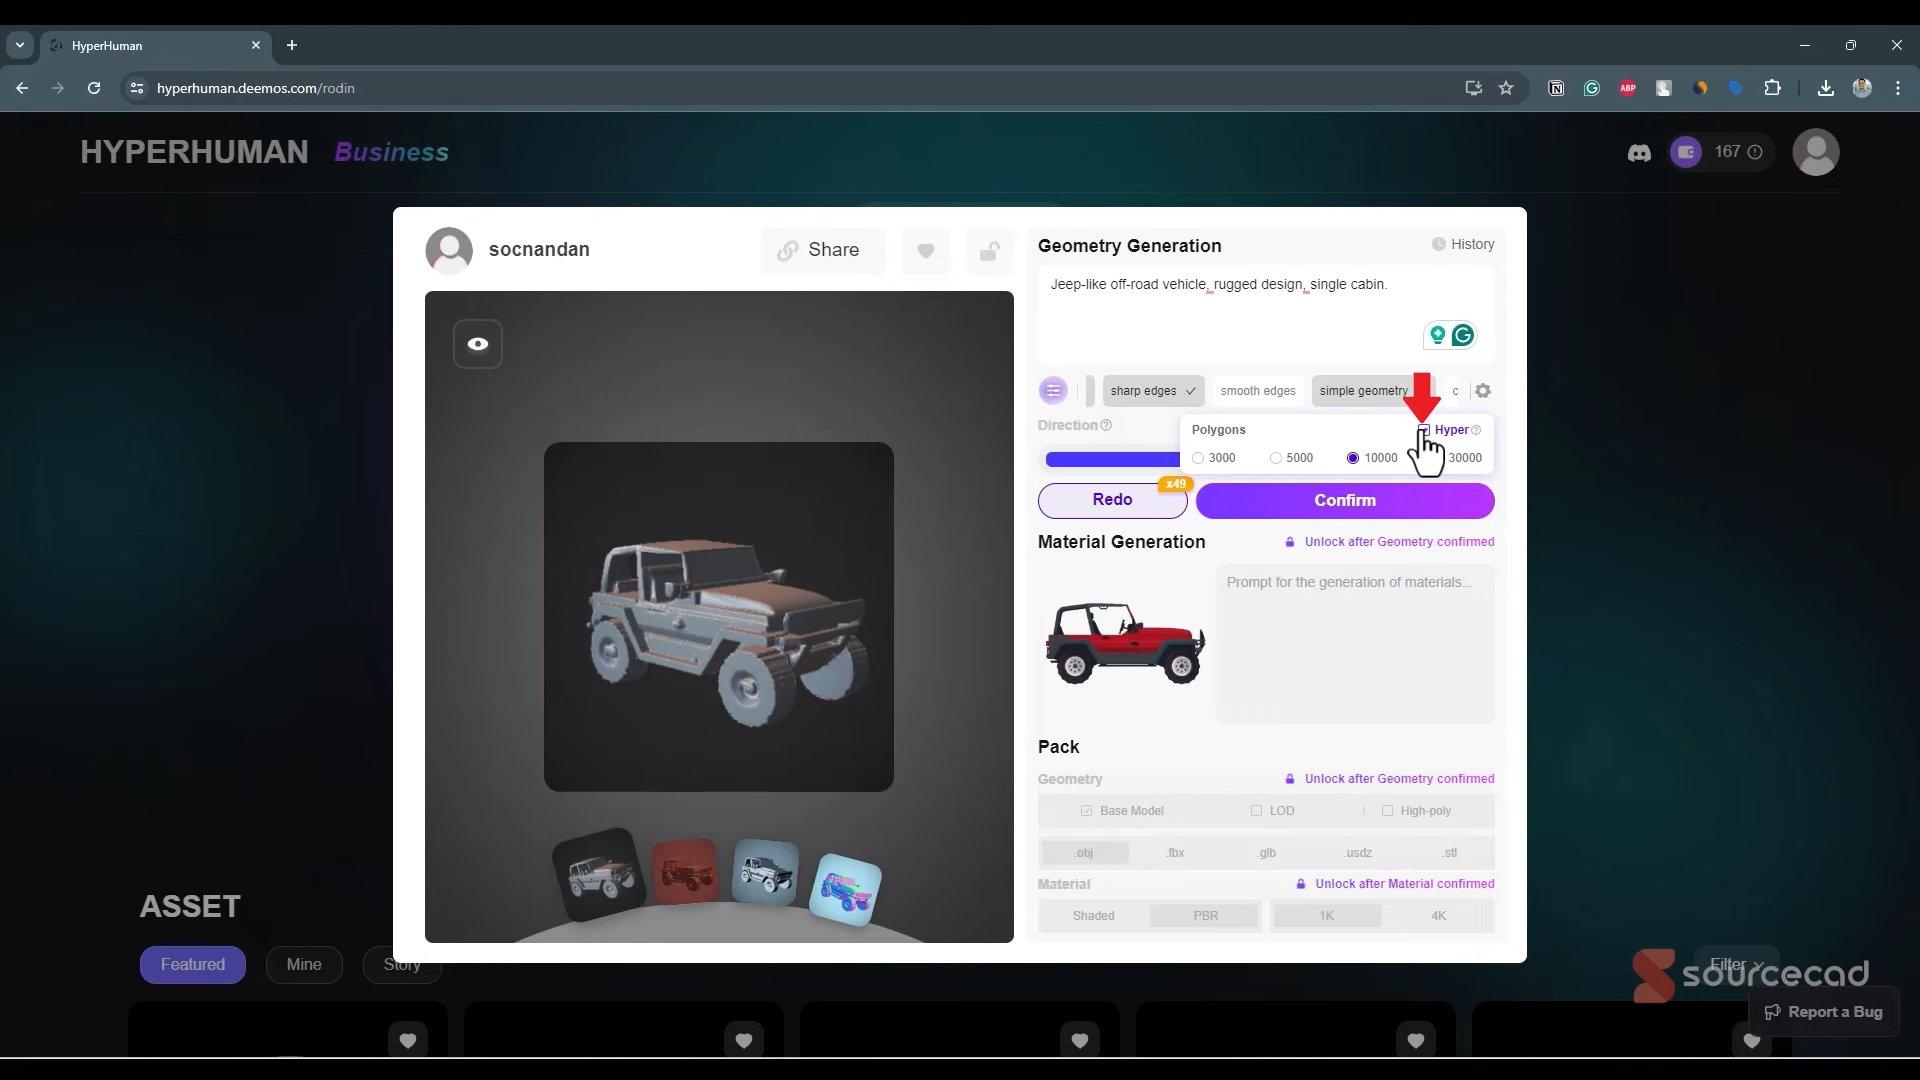 HyperHuman
hyperhuman.deemos.com/rodin
ABP
HYPERHUMAN Business
167
socnandan
Share
Geometry Generation
History
Jeep-like off-road vehicle, rugged design, single cabin.
sharp edges
smooth edges
simple geometry
c
Direction
Polygons
Hyper
3000
5000
10000
30000
x49
Redo
Confirm
Material Generation
Unlock after Geometry confirmed
Prompt for the generation of materials...
Pack
Geometry
Unlock after Geometry confirmed
Base Model
LOD
High-poly
.obj
.fbx
.glb
.usdz
.stl
Material
Unlock after Material confirmed
Shaded
PBR
1K
4K
ASSET
Featured
Mine
Story
Filter
sourcecad
Report a Bug